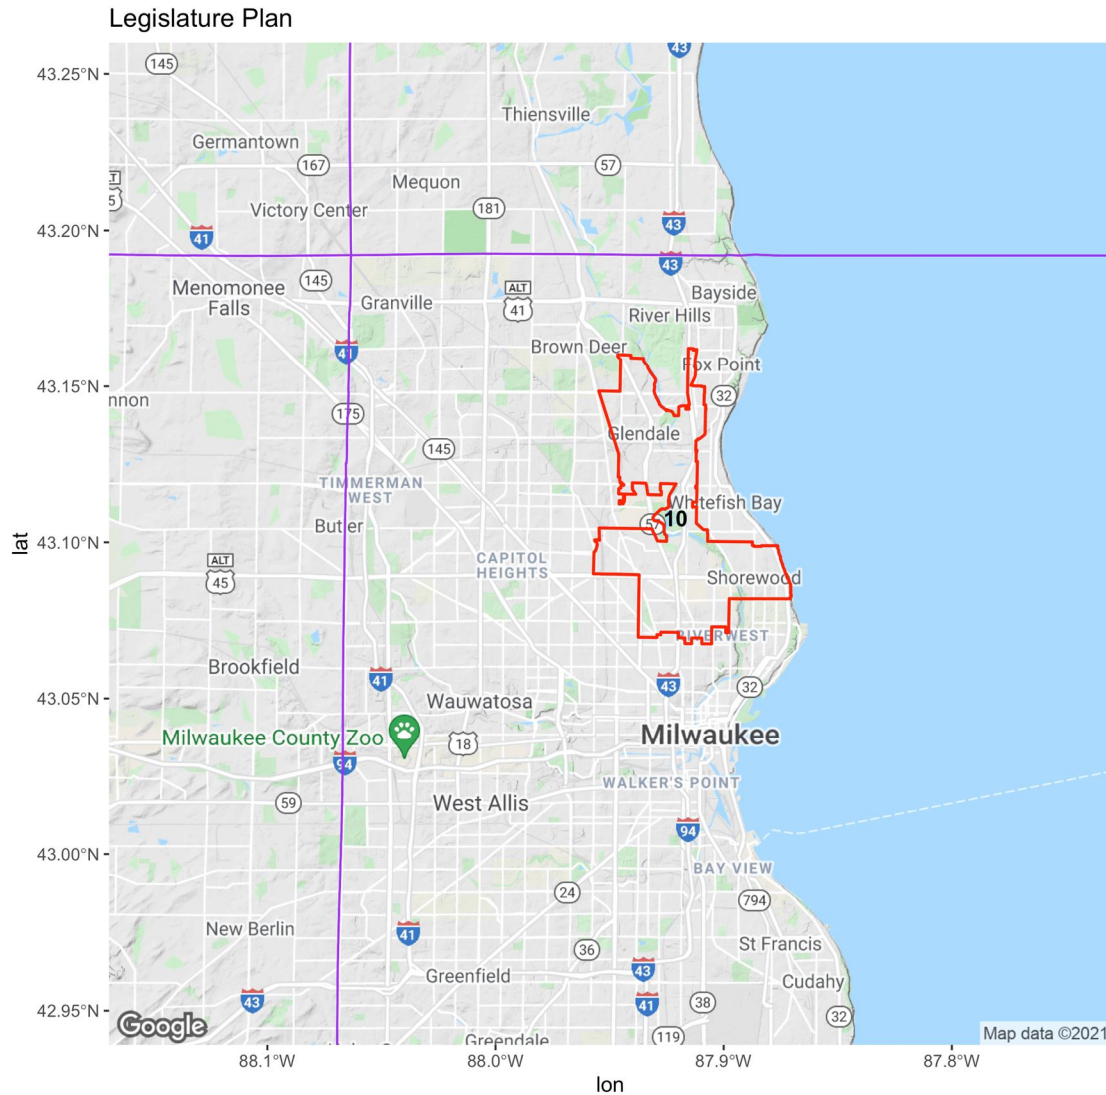 Legislature Plan
43
43.25°N
145
Thiensville
Germantown
167
57
Mequon
5
Victory Center
181
43.20°N
41
43
43
145
Bayside
Menomonee
Falls
Granville
ALT
41
River Hills
41
Brown Deer
Fox Point
43.15°N
32
nnon
175
Glendale
145
TIMMERMAN
WEST
Whitefish Bay
57
10
Butler
43.10°N
CAPITOL
HEIGHTS
ALT
45
Shorewood
RIVERWEST
Brookfield
41
43
32
43.05°N
Wauwatosa
Milwaukee County Zoo
18
Milwaukee
94
WALKER'S POINT
59
West Allis
94
43.00°N
BAY VIEW
24
794
New Berlin
41
36
St Francis
Greenfield
43
Cudahy
43
41
38
32
42.95°N
Google
Greendale
119
Map data ©2021
88.1°W
88.0°W
87.9°W
87.8°W
lon
lat